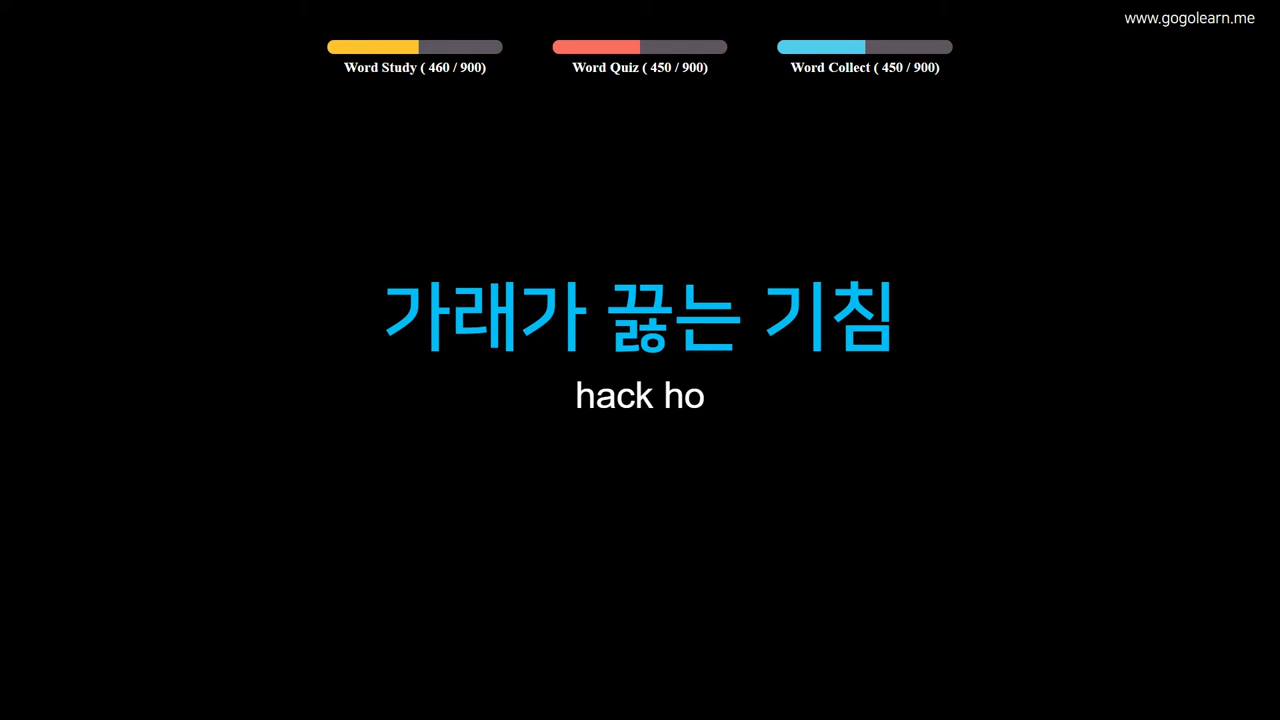 www.gogolearn.me
Word Study ( 460 / 900)
Word Quiz ( 450 / 900)
Word Collect ( 450 / 900)
가래가 끓는 기침
hack ho